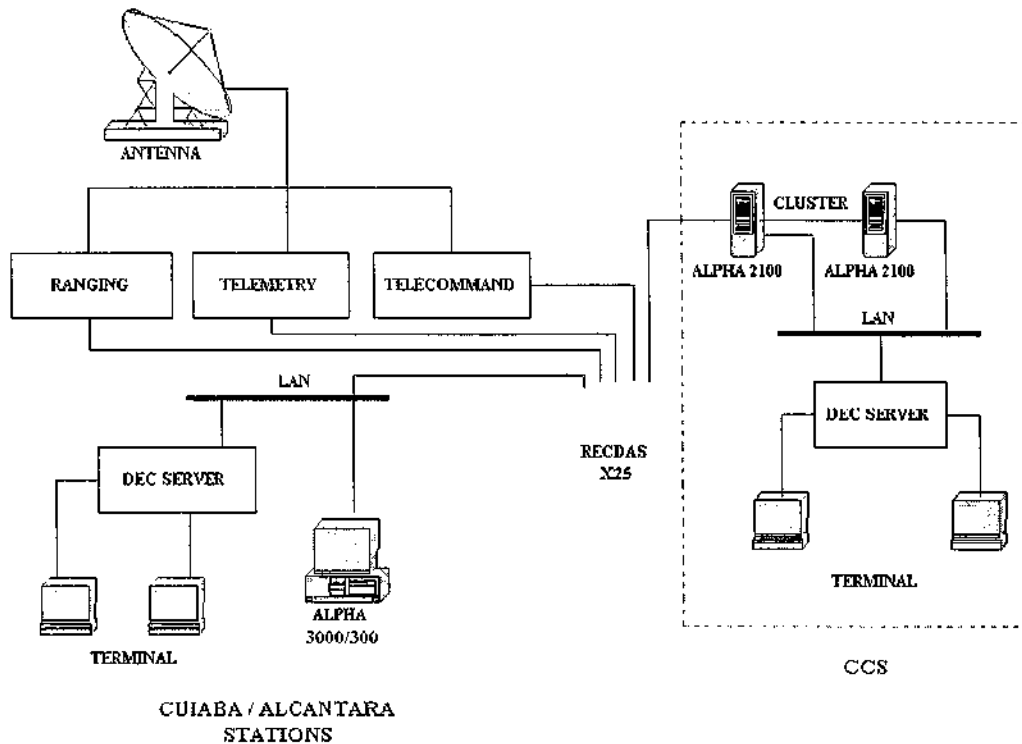 ANTENNA
RANGING
TELEMETRY
TELECOMMAND
LAN
DEC SERVER
TERMINAL
ALPHA
3000/300
CUIABA / ALCANTARA
STATIONS
RECDAS
X25
CLUSTER
ALPHA 2100
ALPHA 2100
LAN
DEC SERVER
TERMINAL
CCS